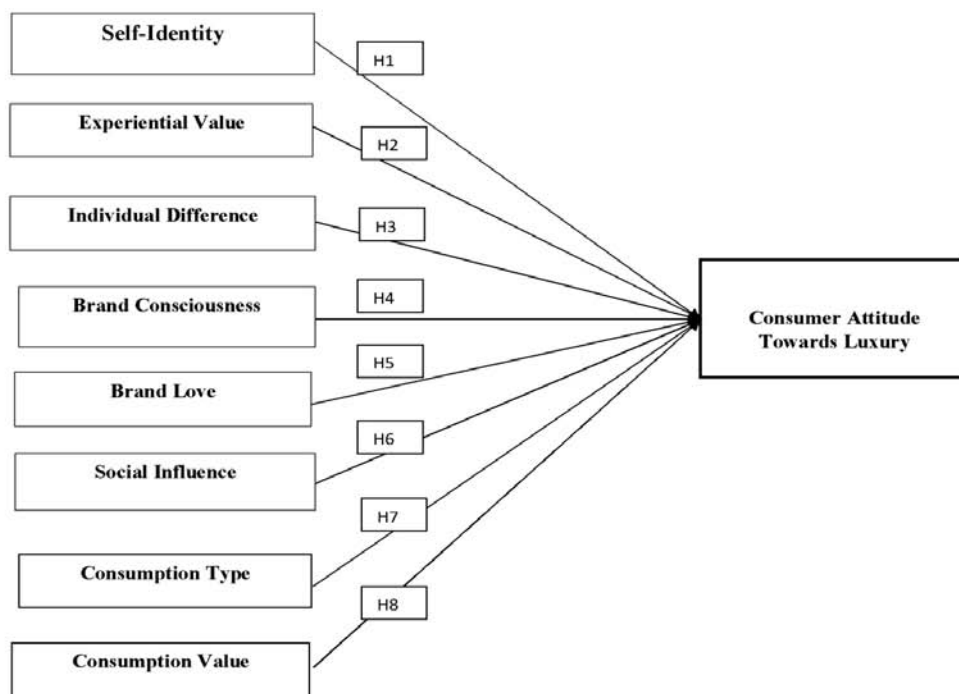 Self-Identity
H1
Experiential Value
H2
Individual Difference
H3
Brand Consciousness
H4
Consumer Attitude
Towards Luxury
Brand Love
H5
Social Influence
H6
Consumption Type
H7
Consumption Value
H8